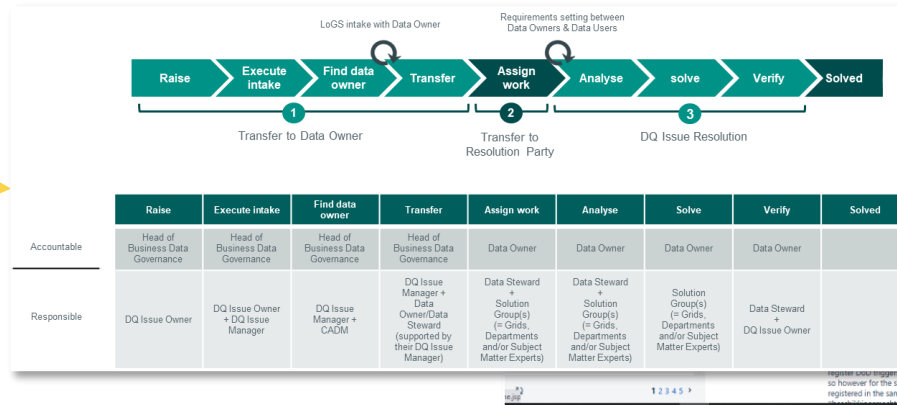 LoGS intake with Data Owner
Requirements setting between
Data Owners & Data Users
Raise
Execute
intake
Find data
owner
Transfer
Assign
work
Analyse
solve
Verify
Solved
1
Transfer to Data Owner
2
Transfer to
Resolution Party
3
DQ Issue Resolution
Raise
Execute intake
Find data
owner
Transfer
Assign work
Analyse
Solve
Verify
Solved
Accountable
Head of
Business Data
Governance
Head of
Business Data
Governance
Head of
Business Data
Governance
Head of
Business Data
Governance
Data Owner
Data Owner
Data Owner
Data Owner
Responsible
DQ Issue Owner
DQ Issue Owner
+ DQ Issue
Manager
DQ Issue
Manager +
CADM
DQ Issue
Manager +
Data
Owner/Data
Steward
(supported by
their DQ Issue
Manager)
Data Steward
+
Solution
Group(s)
(= Grids,
Departments
and/or Subject
Matter Experts)
Data Steward
+
Solution
Group(s)
(= Grids,
Departments
and/or Subject
Matter Experts)
Solution
Group(s)
(= Grids,
Departments
and/or Subject
Matter Experts)
Data Steward
+
DQ Issue Owner
1 2 3 4 5 >
register DoD trigger
so however for the s
registered in the san